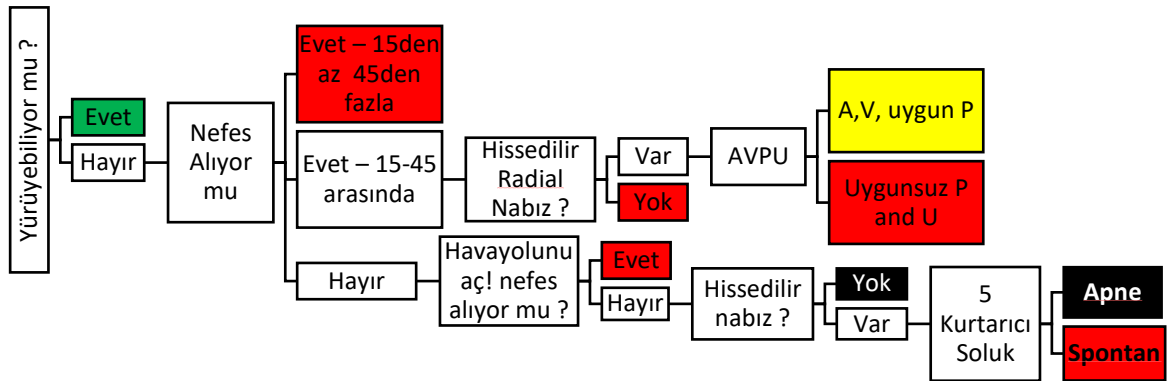 Yürüyebiliyor mu ?
Evet
Hayır
Nefes
Alıyor
mu
Evet – 15den
az 45den
fazla
Evet – 15-45
arasında
Hissedilir
Radial
Nabız ?
Var
Yok
AVPU
A,V, uygun P
Uygunsuz P
and U
Hayır
Havayolunu
aç! nefes
alıyor mu ?
Evet
Hayır
Hissedilir
nabız ?
Yok
Var
5
Kurtarıcı
Soluk
Apne
Spontan